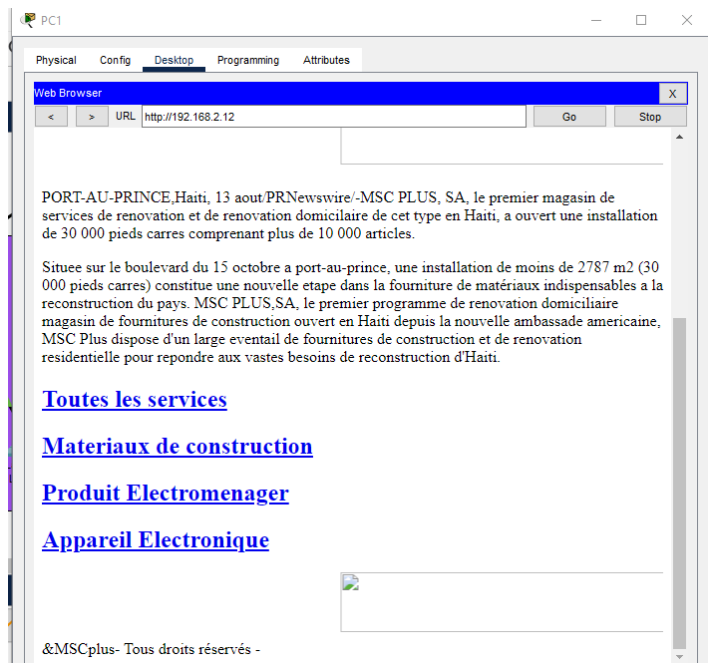 PC1
Physical Config Desktop Programming Attributes
Web Browser X
< > URL http://192.168.2.12 Go Stop
PORT-AU-PRINCE,Haiti, 13 aout/PRNewswire/-MSC PLUS, SA, le premier magasin de
services de renovation et de renovation domicilaire de cet type en Haiti, a ouvert une installation
de 30 000 pieds carres comprenant plus de 10 000 articles.
Situee sur le boulevard du 15 octobre a port-au-prince, une installation de moins de 2787 m2 (30
000 pieds carres) constitue une nouvelle etape dans la fourniture de matériaux indispensables a la
reconstruction du pays. MSC PLUS,SA, le premier programme de renovation domiciliaire
magasin de fournitures de construction ouvert en Haiti depuis la nouvelle ambassade americaine,
MSC Plus dispose d'un large eventail de fournitures de construction et de renovation
residentielle pour repondre aux vastes besoins de reconstruction d'Haiti.
Toutes les services
Materiaux de construction
Produit Electromenager
Appareil Electronique
&MSCplus- Tous droits réservés -